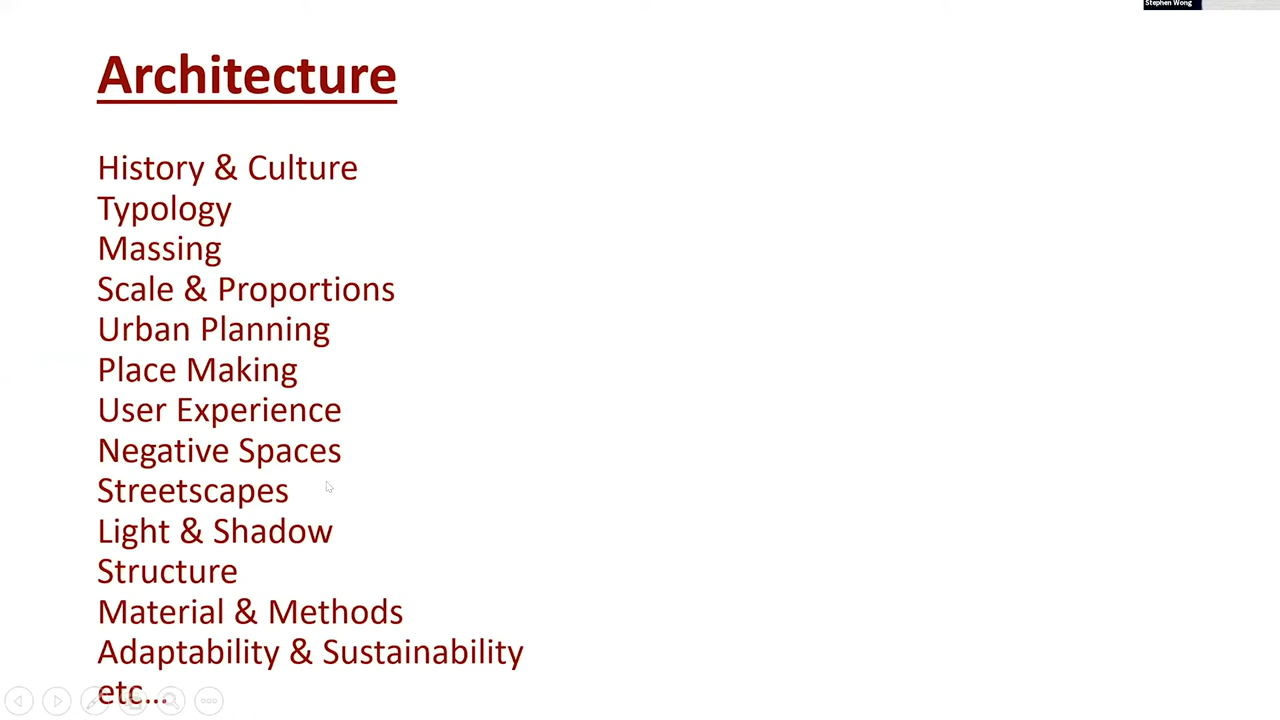 Stephen Wong
Architecture
History & Culture
Typology
Massing
Scale & Proportions
Urban Planning
Place Making
User Experience
Negative Spaces
Streetscapes
Light & Shadow
Structure
Material & Methods
Adaptability & Sustainability
etc...